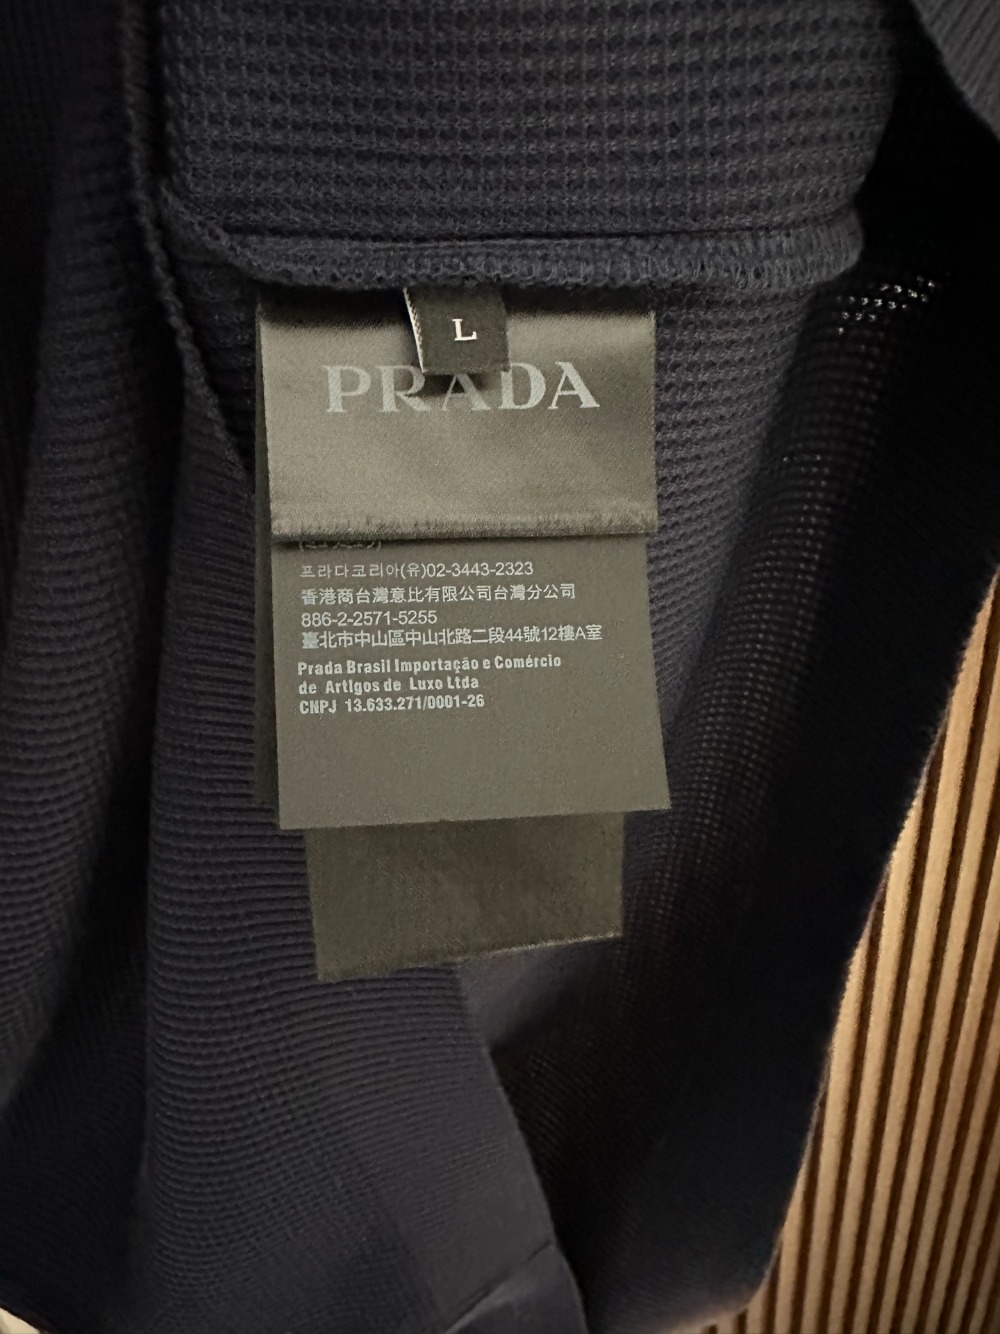 L
PRADA
프라다코리아(유)02-3443-2323
香港商台灣意比有限公司台灣分公司
886-2-2571-5255
臺北市中山區中山北路二段44號12樓A室
Prada Brasil Importação e Comércio
de Artigos de Luxo Ltda
CNPJ 13.633.271/0001-26